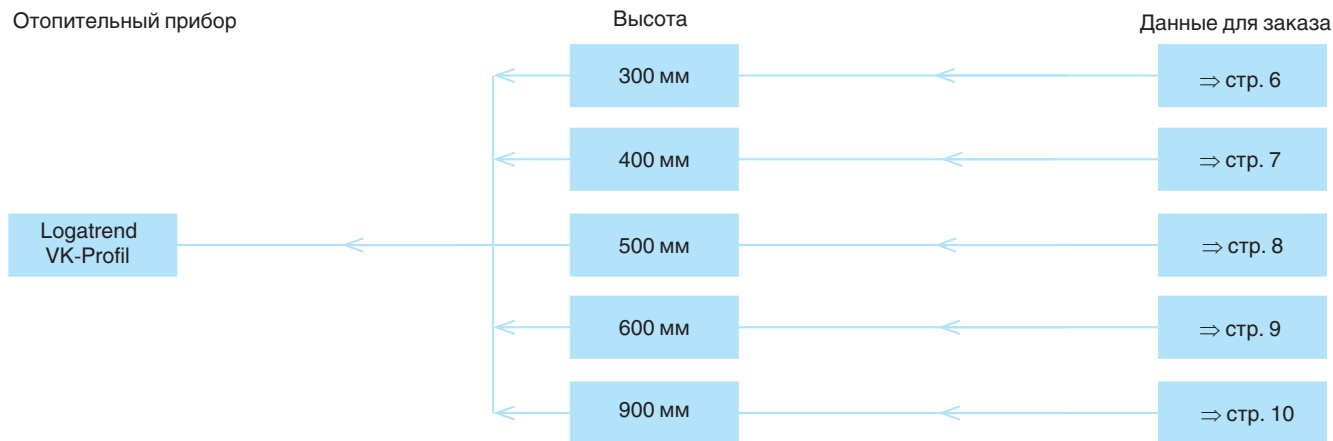 Отопительный прибор
Высота
Данные для заказа
300 мм
⇒ стр. 6
400 мм
⇒ стр. 7
Logatrend
VK-Profil
500 мм
⇒ стр. 8
600 мм
⇒ стр. 9
900 мм
⇒ стр. 10